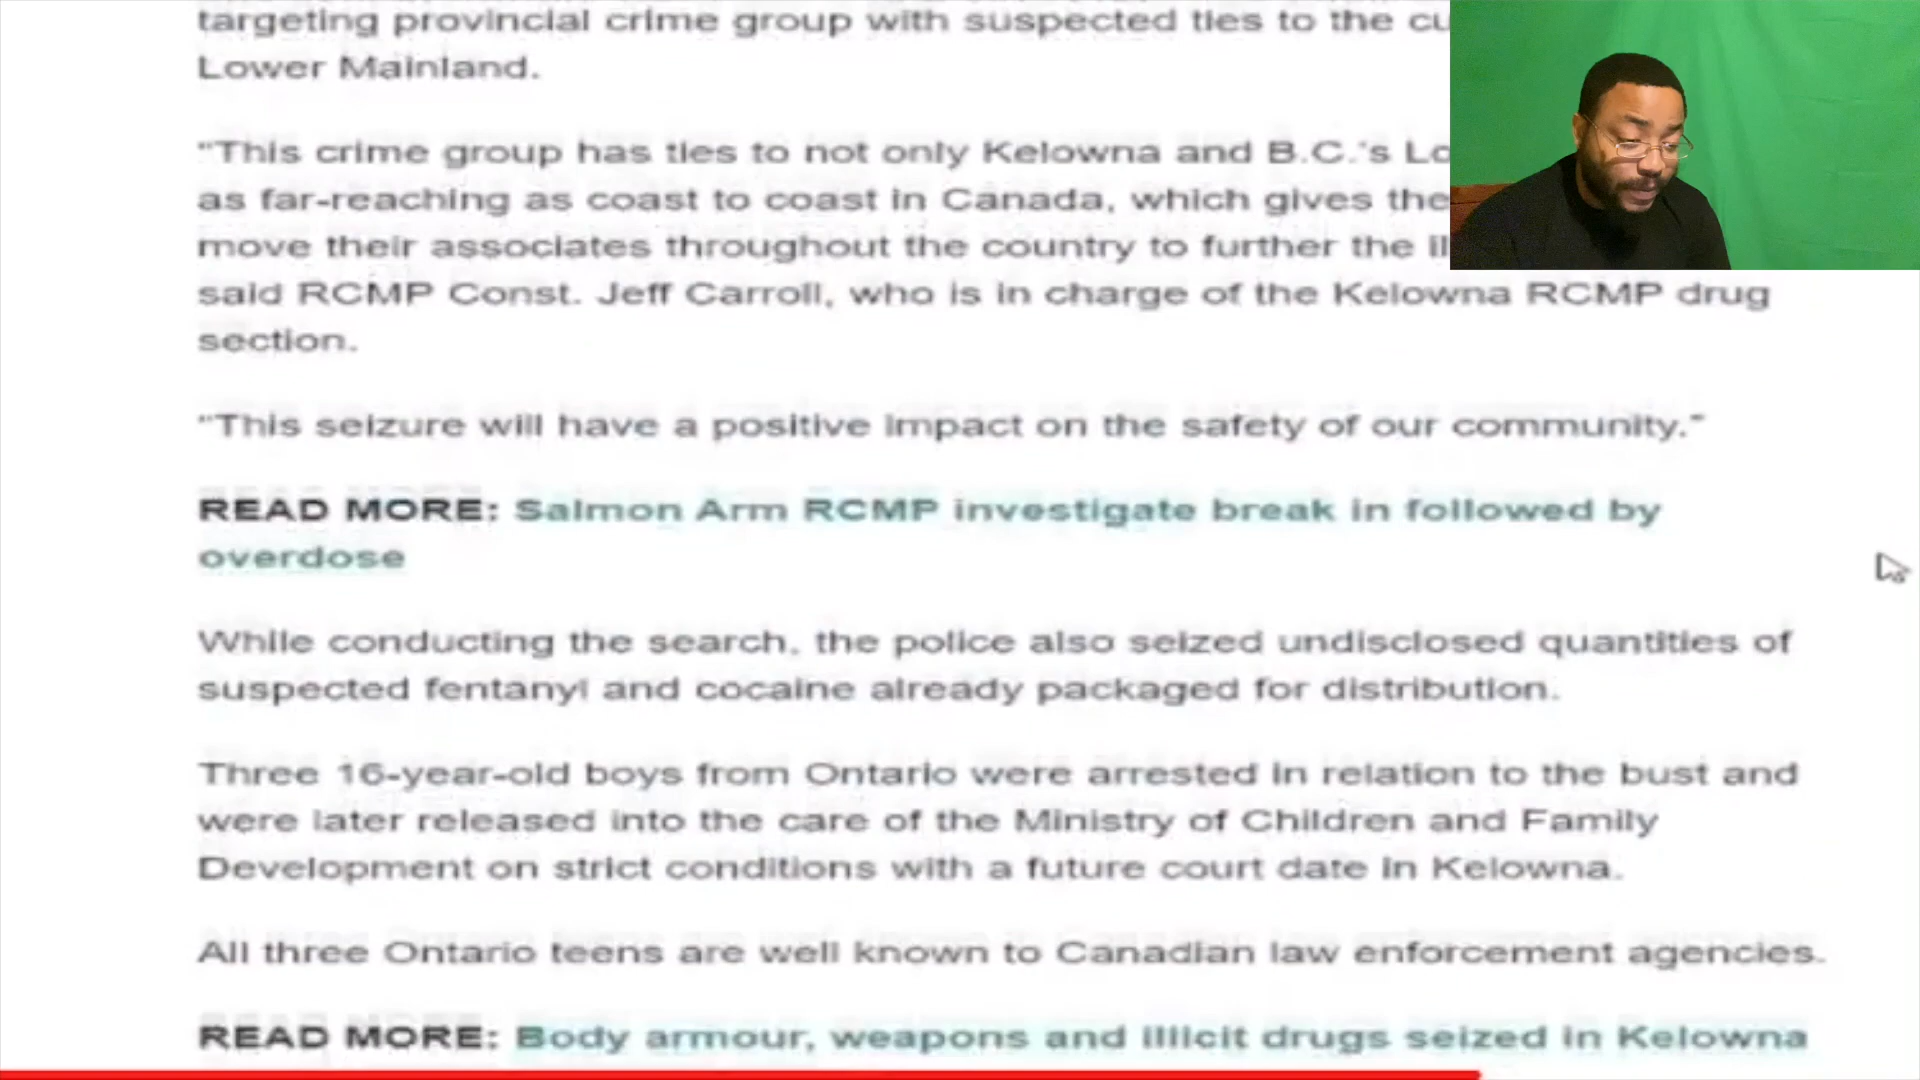 targeting provincial crime group with suspected ties to the
Lower Mainland.
"This crime group has ties to not only Kelowna and B.C.'s
as far-reaching as coast to coast in Canada, which gives
move their associates throughout the country to further the
said RCMP Const. Jeff Carroll, who is in charge of the Kelowna RCMP drug
section.
"This seizure will have a positive impact on the safety of our community."
READ MORE: Salmon Arm RCMP investigate break in followed by
overdose
While conducting the search, the police also seized undisclosed quantities of
suspected fentanyl and cocaine already packaged for distribution.
Three 16-year-old boys from Ontario were arrested in relation to the bust and
were later released into the care of the Ministry of Children and Family
Development on strict conditions with a future court date in Kelowna.
All three Ontario teens are well known to Canadian law enforcement agencies.
READ MORE: Body armour, weapons and illicit drugs seized in Kelowna